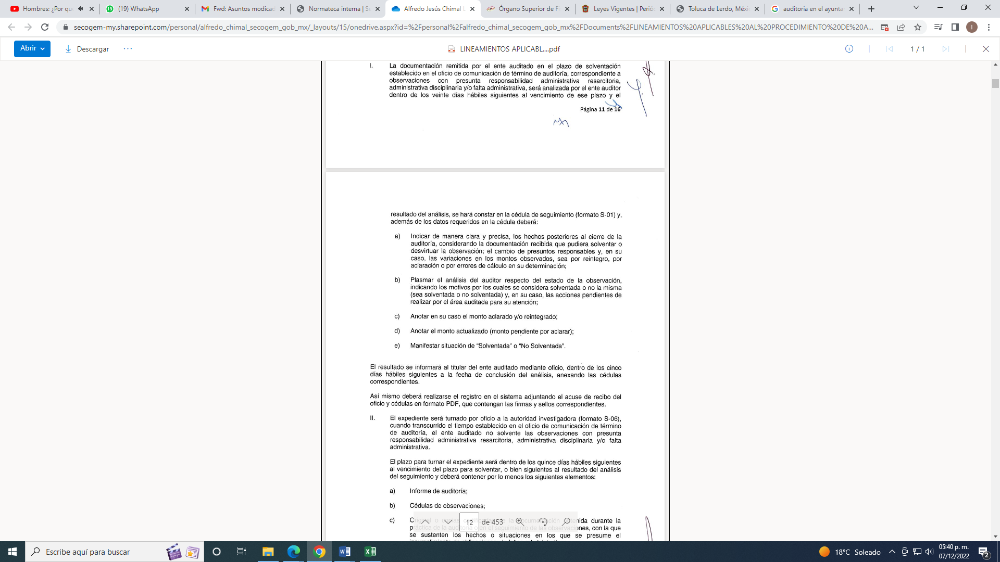 Hombres: ¿Por qu
(19) WhatsApp
Fwd: Asuntos modicad
Normateca interna | Se
Alfredo Jesús Chimal L
Órgano Superior de Fi
Leyes Vigentes | Perió
Toluca de Lerdo, Méxi
auditoria en el ayunta
secogem-my.sharepoint.com/personal/alfredo_chimal_secogem_gob_mx/_layouts/15/onedrive.aspx?id=%2Fpersonal%2Falfredo_chimal_secogem_gob_mx%2FDocuments%2FLINEAMIENTOS%20APLICABLES%20AL%20PROCEDIMIENTO%20DE%20A...
I
Abrir
Descargar
LINEAMIENTOS APLICABL....pdf
1 / 1
I. La documentación remitida por el ente auditado en el plazo de solventación
establecido en el oficio de comunicación de término de auditoría, correspondiente a
observaciones con presunta responsabilidad administrativa resarcitoria,
administrativa disciplinaria y/o falta administrativa, será analizada por el ente auditor
dentro de los veinte días hábiles siguientes al vencimiento de ese plazo y el
Página 11 de 16
resultado del análisis, se hará constar en la cédula de seguimiento (formato S-01) y,
además de los datos requeridos en la cédula deberá:
a) Indicar de manera clara y precisa, los hechos posteriores al cierre de la
auditoría, considerando la documentación recibida que pudiera solventar o
desvirtuar la observación; el cambio de presuntos responsables y, en su
caso, las variaciones en los montos observados, sea por reintegro, por
aclaración o por errores de cálculo en su determinación;
b) Plasmar el análisis del auditor respecto del estado de la observación,
indicando los motivos por los cuales se considera solventada o no la misma
(sea solventada o no solventada) y, en su caso, las acciones pendientes de
realizar por el área auditada para su atención;
c) Anotar en su caso el monto aclarado y/o reintegrado;
d) Anotar el monto actualizado (monto pendiente por aclarar);
e) Manifestar situación de “Solventada” o “No Solventada”.
El resultado se informará al titular del ente auditado mediante oficio, dentro de los cinco
días hábiles siguientes a la fecha de conclusión del análisis, anexando las cédulas
correspondientes.
Así mismo deberá realizarse el registro en el sistema adjuntando el acuse de recibo del
oficio y cédulas en formato PDF, que contengan las firmas y sellos correspondientes.
II. El expediente será turnado por oficio a la autoridad investigadora (formato S-06),
cuando transcurrido el tiempo establecido en el oficio de comunicación de término
de auditoría, el ente auditado no solvente las observaciones con presunta
responsabilidad administrativa resarcitoria, administrativa disciplinaria y/o falta
administrativa.
El plazo para turnar el expediente será dentro de los quince días hábiles siguientes
al vencimiento del plazo para solventar, o bien siguientes al resultado del análisis
del seguimiento y deberá contener por lo menos los siguientes elementos:
a) Informe de auditoría;
b) Cédulas de observaciones;
c) Original o durante la
práctica de la auditoría o en el seguimiento de las observaciones, con la que
se sustenten los hechos o situaciones en los que se presume el
12 de 453
Escribe aquí para buscar
18°C Soleado
05:40 p. m.
07/12/2022
2